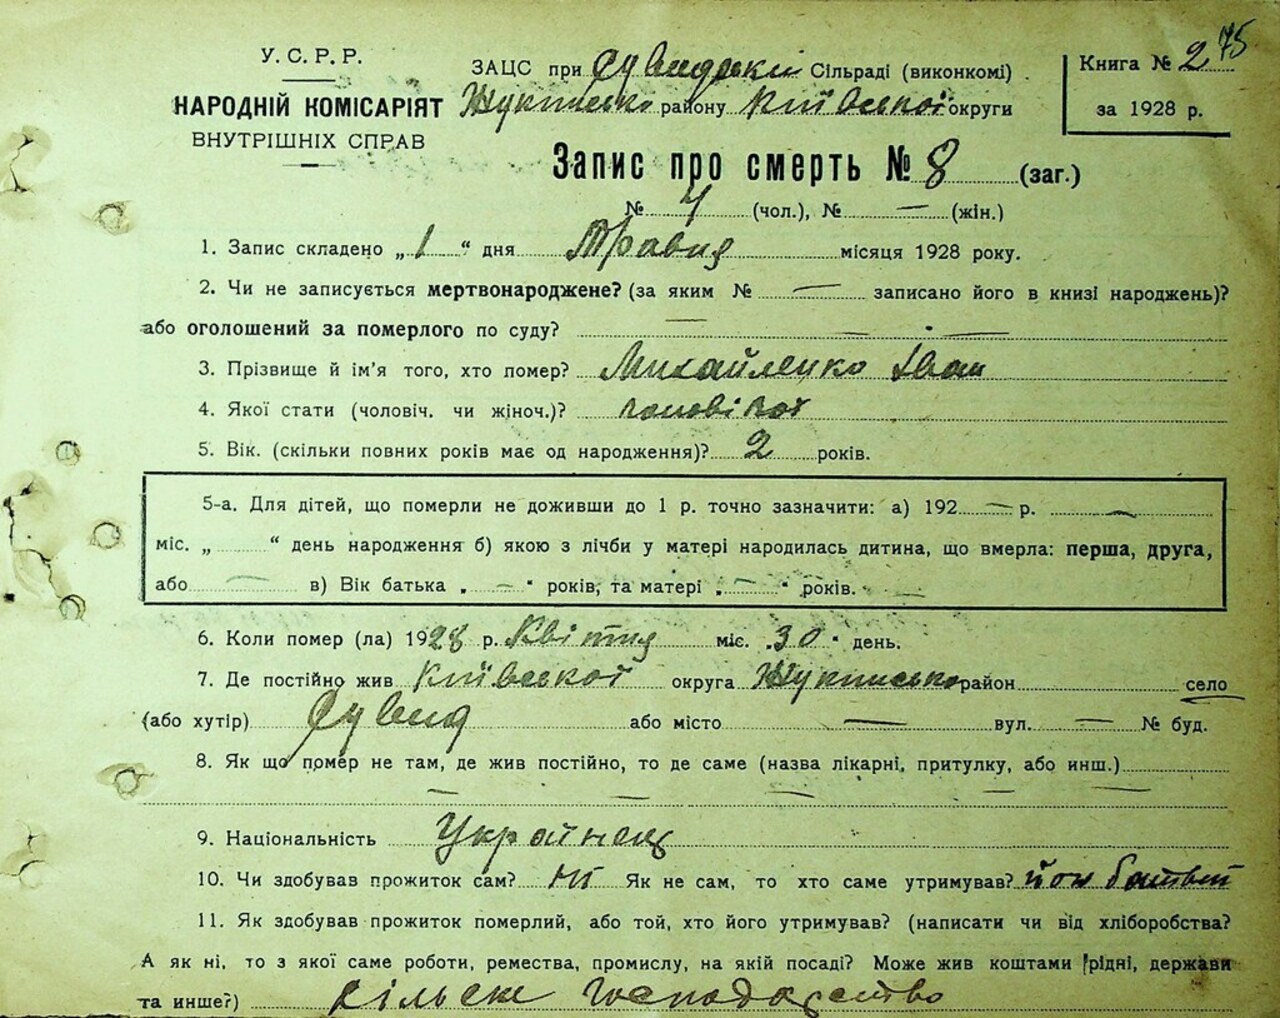 75
У. С. Р. Р.
НАРОДНІЙ КОМІСАРІЯТ
ВНУТРІШНІХ СПРАВ
ЗАЦС при Сувидській Сільраді (виконкомі)
району Київської округи
Книга № 2
за 1928 р.
Запис про смерть № 8 (заг.)
№ 4 (чол.), № — (жін.)
1. Запис складено „1“ дня Травня місяця 1928 року.
2. Чи не записується мертвонароджене? (за яким № — записано його в книзі народжень)?
або оголошений за померлого по суду? —
3. Прізвище й ім'я того, хто помер? Михайленко Іван
4. Якої стати (чоловіч. чи жіноч.)?
5. Вік. (скільки повних років має од народження)? 2 років.
5-а. Для дітей, що померли не доживши до 1 р. точно зазначити: а) 192 — р. —
міс. „ “ день народження б) якою з лічби у матері народилась дитина, що вмерла: перша, друга,
або — в) Вік батька „ — “ років, та матері „ — “ років. —
6. Коли помер (ла) 1928 р. Квітня міс. „30“ день.
7. Де постійно жив Київської округа район село
(або хутір) Сувид або місто — вул. — № буд.
8. Як що помер не там, де жив постійно, то де саме (назва лікарні, притулку, або инш.)
— — — — —
9. Національність Українець
10. Чи здобував прожиток сам? Ні Як не сам, то хто саме утримував? його
11. Як здобував прожиток померлий, або той, хто його утримував? (написати чи від хліборобства?
А як ні, то з якої саме роботи, ремества, промислу, на якій посаді? Може жив коштами рідні, держави
та инше?) сільське господарство